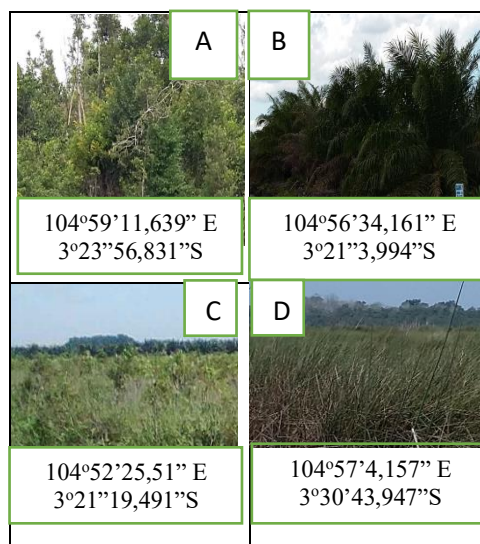 A
B
104º59'11,639” E
3º23”56,831”S
104º56'34,161” E
3º21”3,994”S
C
D
104º52'25,51” E
3º21”19,491”S
104º57'4,157” E
3º30'43,947”S